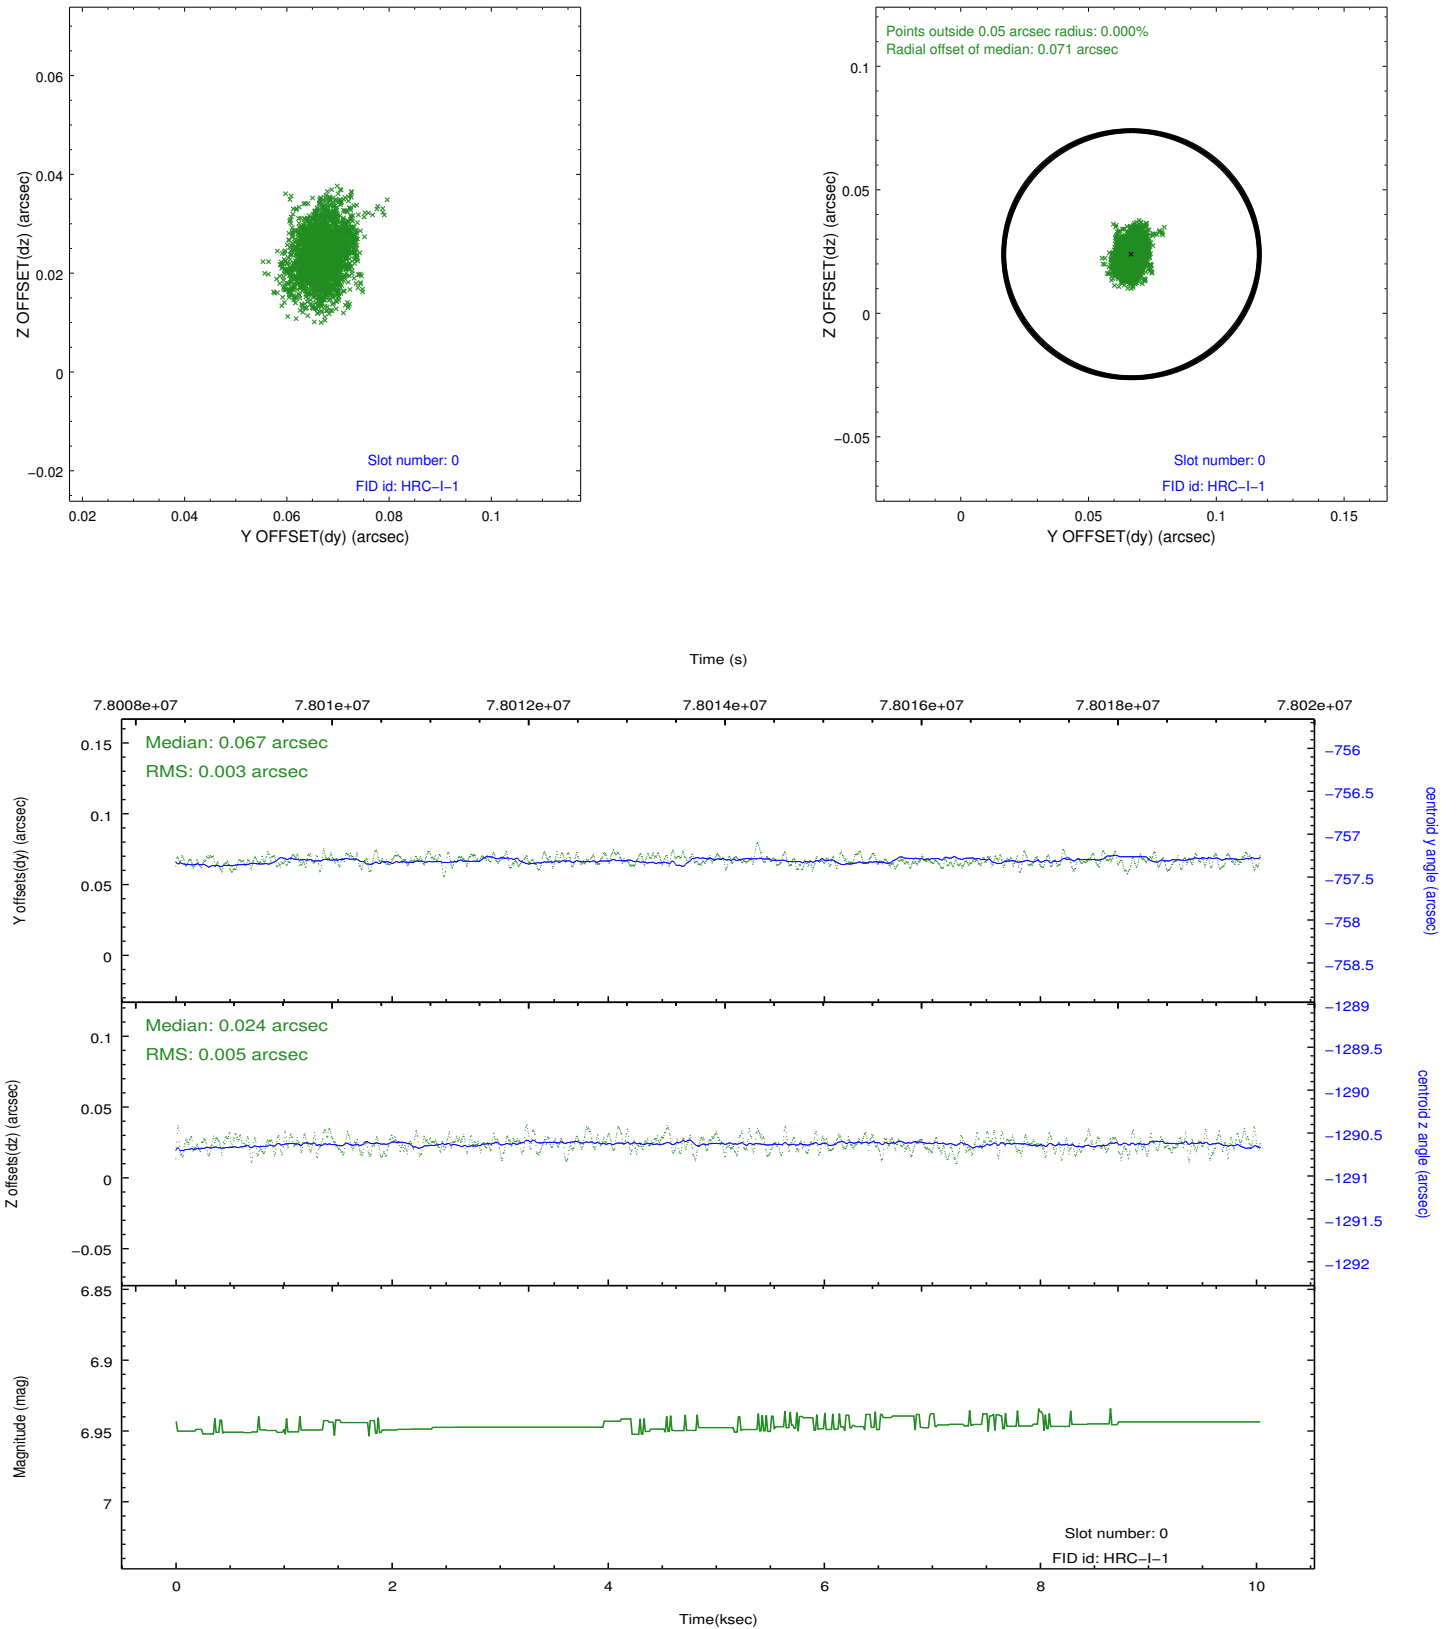 0.06
0.04
0.02
0
−0.02
Z OFFSET(dz) (arcsec)
Slot number: 0
FID id: HRC−I−1
0.02 0.04 0.06 0.08 0.1
Y OFFSET(dy) (arcsec)
Points outside 0.05 arcsec radius: 0.000%
Radial offset of median: 0.071 arcsec
0.1
0.05
0
−0.05
Z OFFSET(dz) (arcsec)
Slot number: 0
FID id: HRC−I−1
0 0.05 0.1 0.15
Y OFFSET(dy) (arcsec)
Time (s)
7.8008e+07 7.801e+07 7.8012e+07 7.8014e+07 7.8016e+07 7.8018e+07 7.802e+07
Median: 0.067 arcsec
RMS: 0.003 arcsec
0.15
0.1
0.05
0
Y offsets(dy) (arcsec)
−756
−756.5
−757
−757.5
−758
−758.5
centroid y angle (arcsec)
Median: 0.024 arcsec
RMS: 0.005 arcsec
0.1
0.05
0
−0.05
Z offsets(dz) (arcsec)
−1289
−1289.5
−1290
−1290.5
−1291
−1291.5
−1292
centroid z angle (arcsec)
6.85
6.9
6.95
7
Magnitude (mag)
Slot number: 0
FID id: HRC−I−1
0 2 4 6 8 10
Time(ksec)